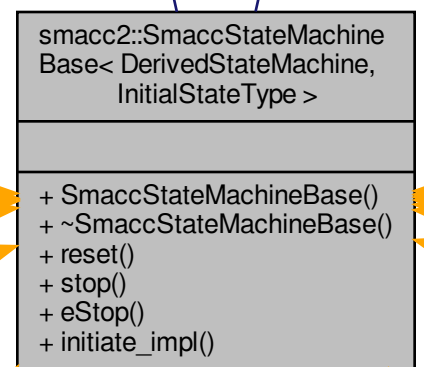 smacc2::SmaccStateMachine
Base< DerivedStateMachine,
InitialStateType >
+ SmaccStateMachineBase()
+ ~SmaccStateMachineBase()
+ reset()
+ stop()
+ eStop()
+ initiate_impl()